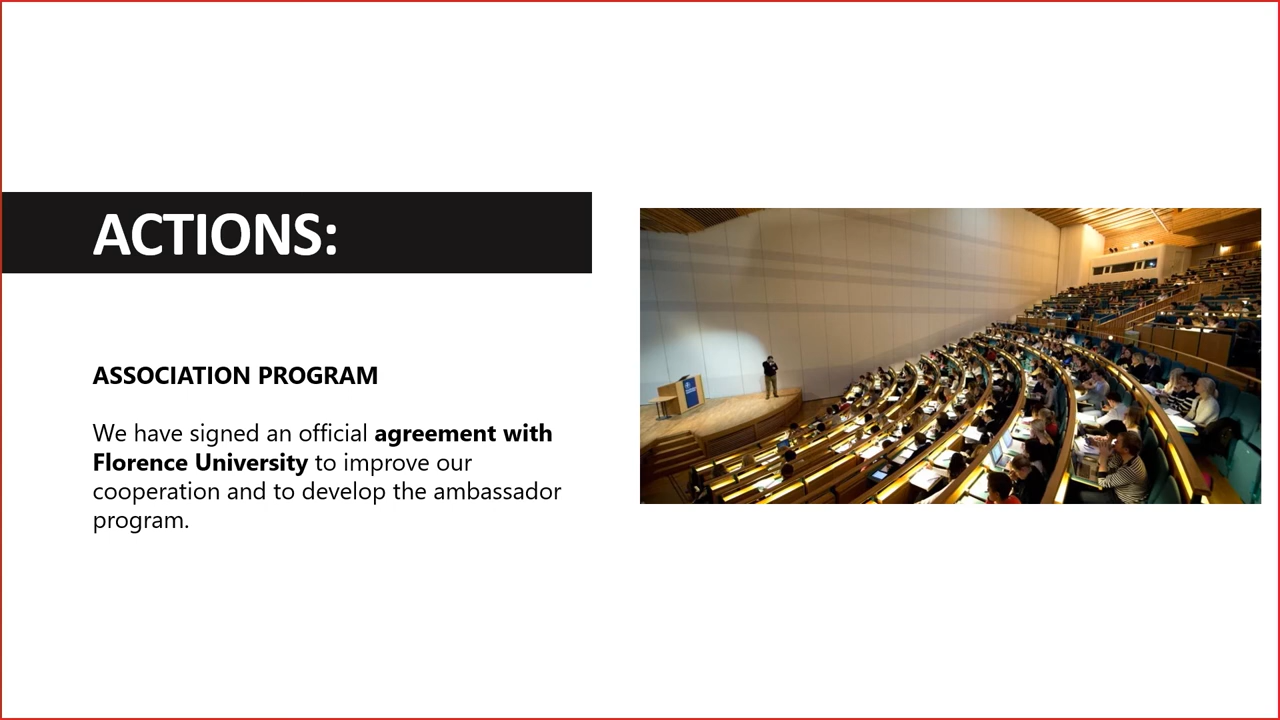 ACTIONS:
ASSOCIATION PROGRAM
We have signed an official agreement with
Florence University to improve our
cooperation and to develop the ambassador
program.